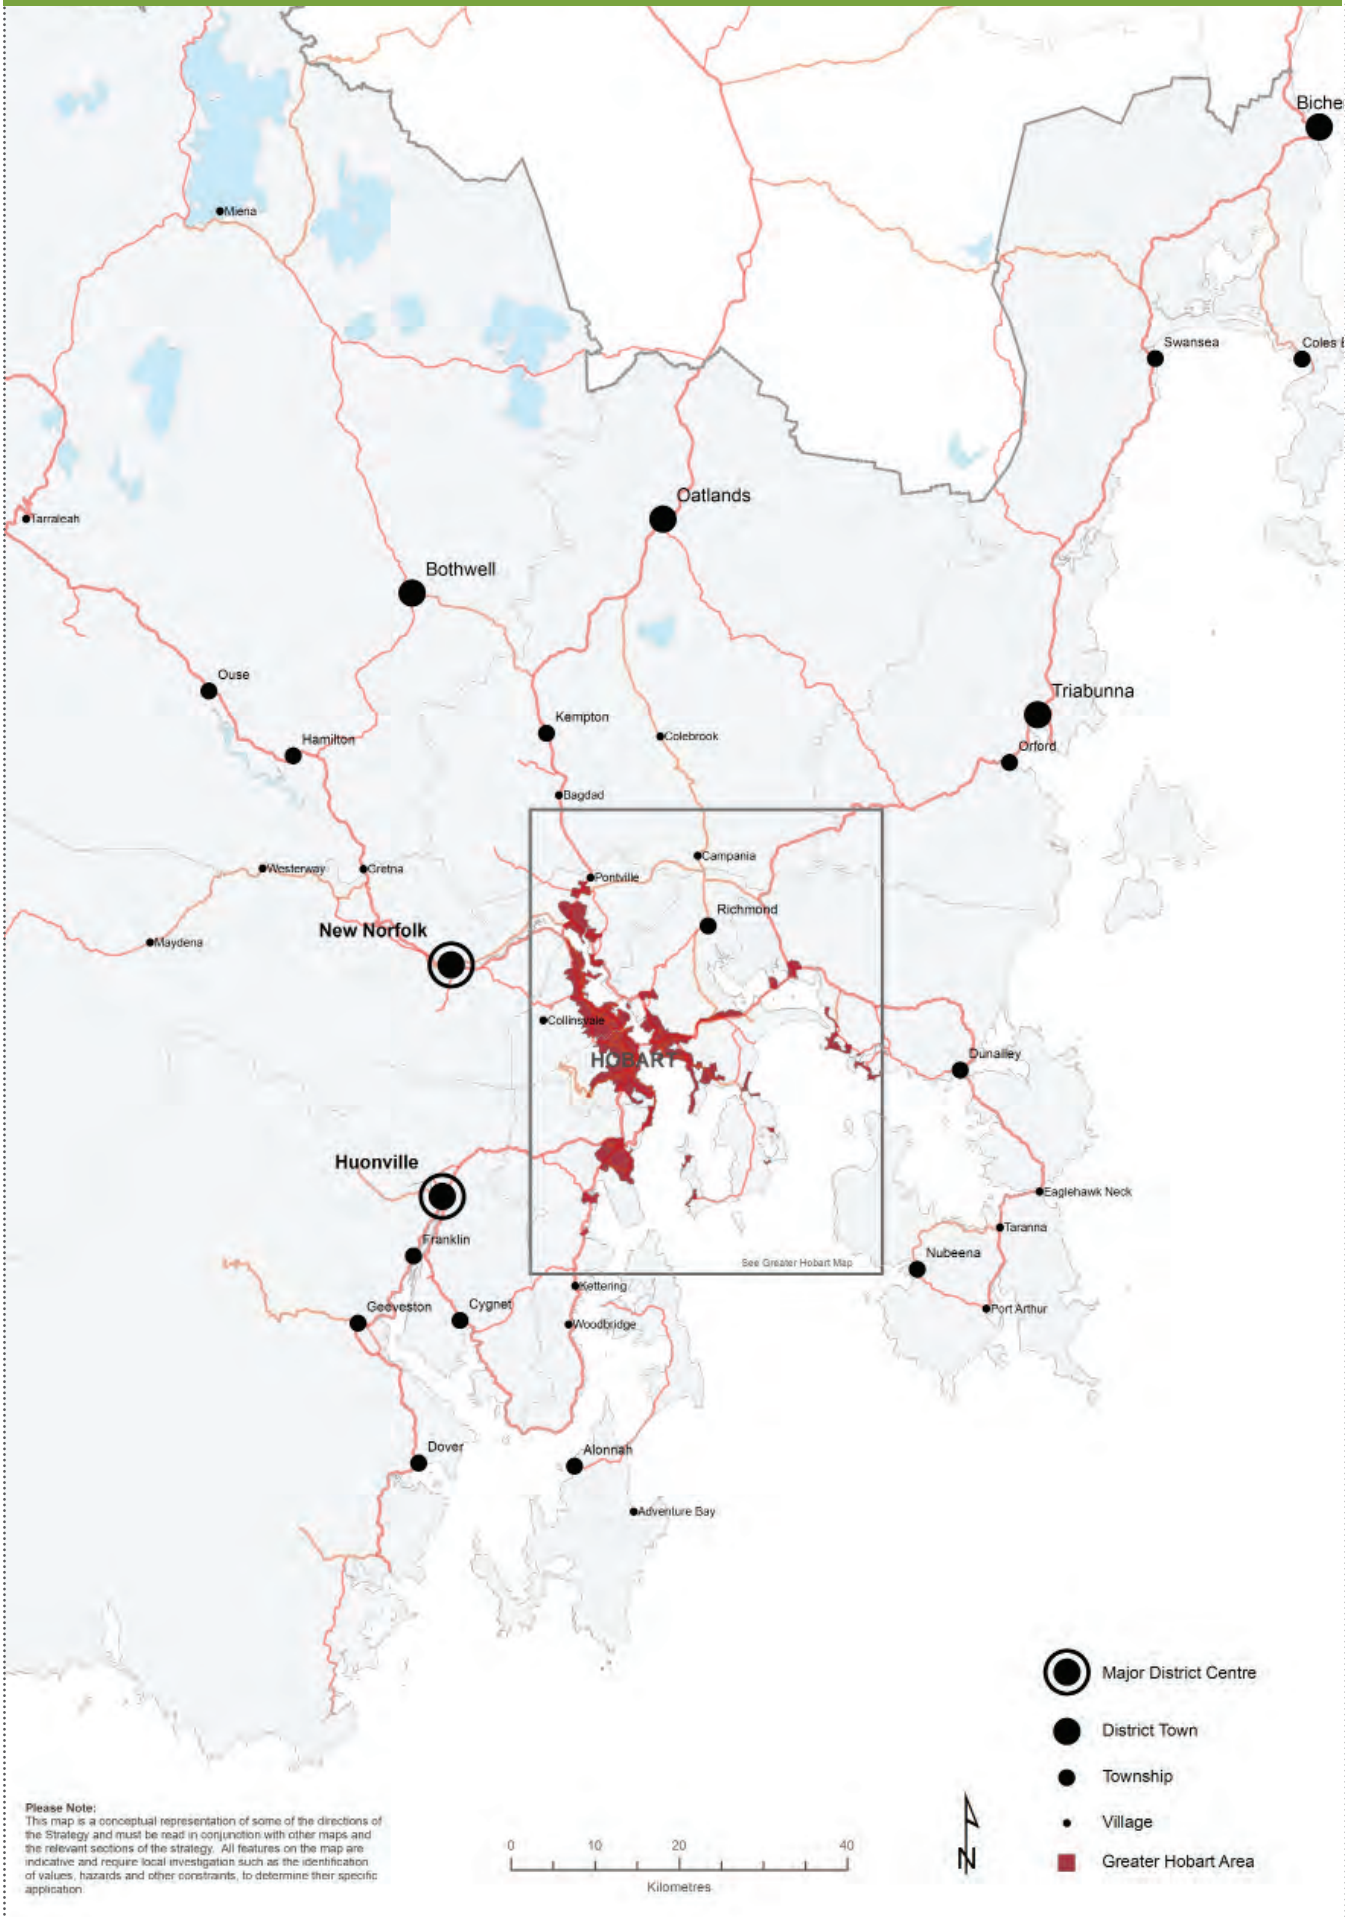 Biche
Miena
Swansea
Coles B
Oatlands
Tarraleah
Bothwell
Ouse
Triabunna
Kempton
Colebrook
Hamilton
Orford
Bagdad
Campania
Westerway
Gretna
Pontville
Richmond
New Norfolk
Maydena
Collinsvale
HOBART
Dunalley
Huonville
Eaglehawk Neck
Taranna
Franklin
Nubeena
See Greater Hobart Map
Kettering
Geeveston
Cygnet
Port Arthur
Woodbridge
Dover
Alonnah
Adventure Bay
Major District Centre
District Town
Township
Village
Greater Hobart Area
N
0 10 20 40
Kilometres
Please Note:
This map is a conceptual representation of some of the directions of
the Strategy and must be read in conjunction with other maps and
the relevant sections of the strategy. All features on the map are
indicative and require local investigation such as the identification
of values, hazards and other constraints, to determine their specific
application.